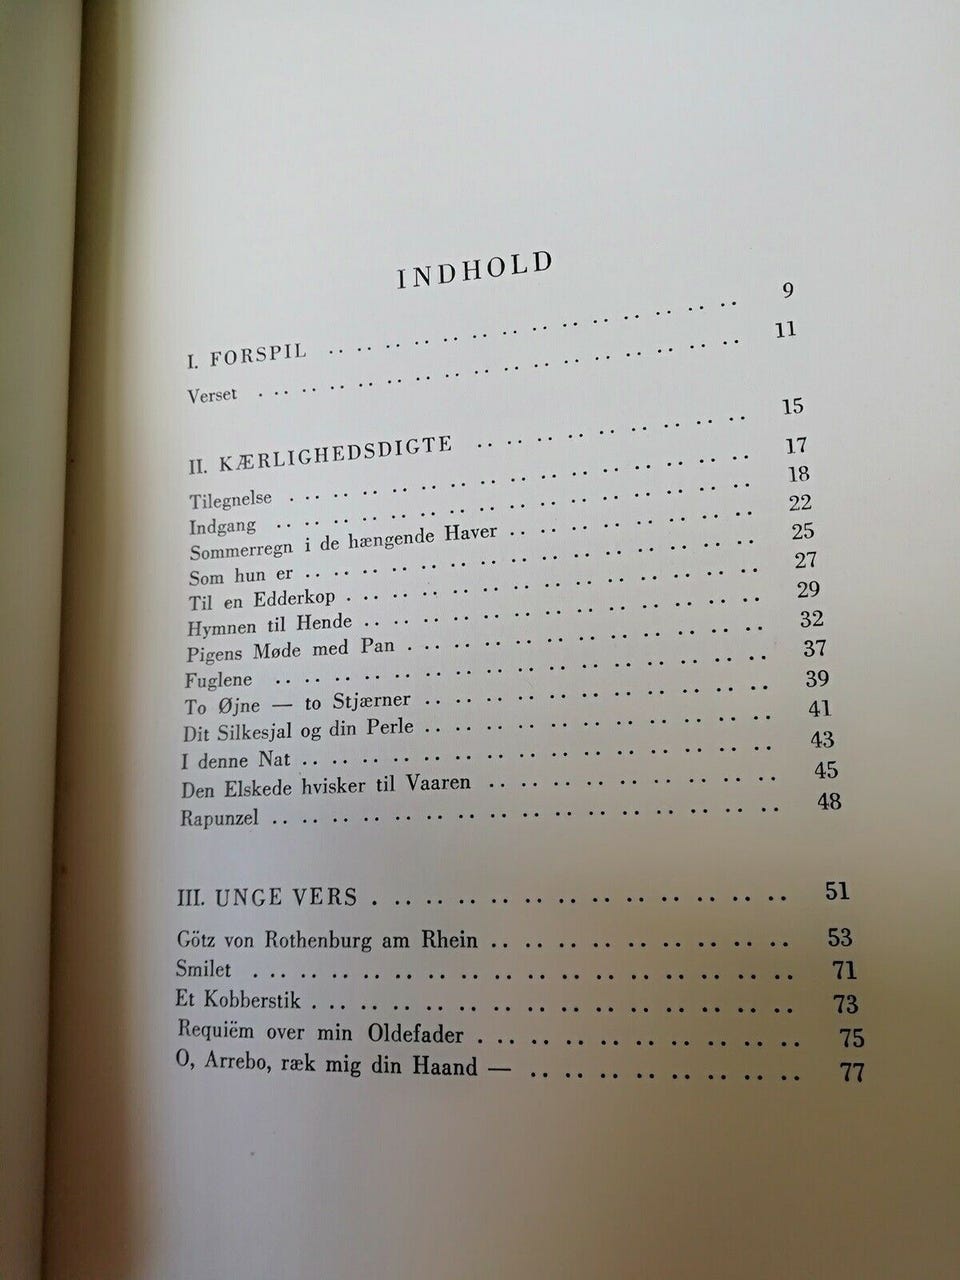 INDHOLD
I. FORSPIL .. .. .. .. .. .. .. .. .. .. .. .. .. .. 9
Verset . .. .. .. .. .. .. .. .. .. .. .. .. .. .. .. .. 11
II. KÆRLIGHEDSDIGTE .. .. .. .. .. .. .. .. .. 15
Tilegnelse . .. .. .. .. .. .. .. .. .. .. .. .. .. .. .. 17
Indgang .. .. .. .. .. .. .. .. .. .. .. .. .. .. .. .. 18
Sommerregn i de hængende Haver .. .. .. .. .. .. .. .. 22
Som hun er .. .. .. .. .. .. .. .. .. .. .. .. .. .. .. 25
Til en Edderkop . .. .. .. .. .. .. .. .. .. .. .. .. .. 27
Hymnen til Hende .. .. .. .. .. .. .. .. .. .. .. .. .. 29
Pigens Møde med Pan . .. .. .. .. .. .. .. .. .. .. .. 32
Fuglene .. .. .. .. .. .. .. .. .. .. .. .. .. .. .. .. 37
To Øjne — to Stjærner .. .. .. .. .. .. .. .. .. .. .. 39
Dit Silkesjal og din Perle .. .. .. .. .. .. .. .. .. .. .. 41
I denne Nat .. .. .. .. .. .. .. .. .. .. .. .. .. .. .. 43
Den Elskede hvisker til Vaaren .. .. .. .. .. .. .. .. .. 45
Rapunzel .. .. .. .. .. .. .. .. .. .. .. .. .. .. .. .. 48
III. UNGE VERS . .. .. .. .. .. .. .. .. .. .. .. .. .. 51
Götz von Rothenburg am Rhein .. .. .. .. .. .. .. .. .. 53
Smilet .. .. .. .. .. .. .. .. .. .. .. .. .. .. .. .. 71
Et Kobberstik . .. .. .. .. .. .. .. .. .. .. .. .. .. .. 73
Requiëm over min Oldefader . .. .. .. .. .. .. .. .. .. .. 75
O, Arrebo, ræk mig din Haand — .. .. .. .. .. .. .. .. .. 77